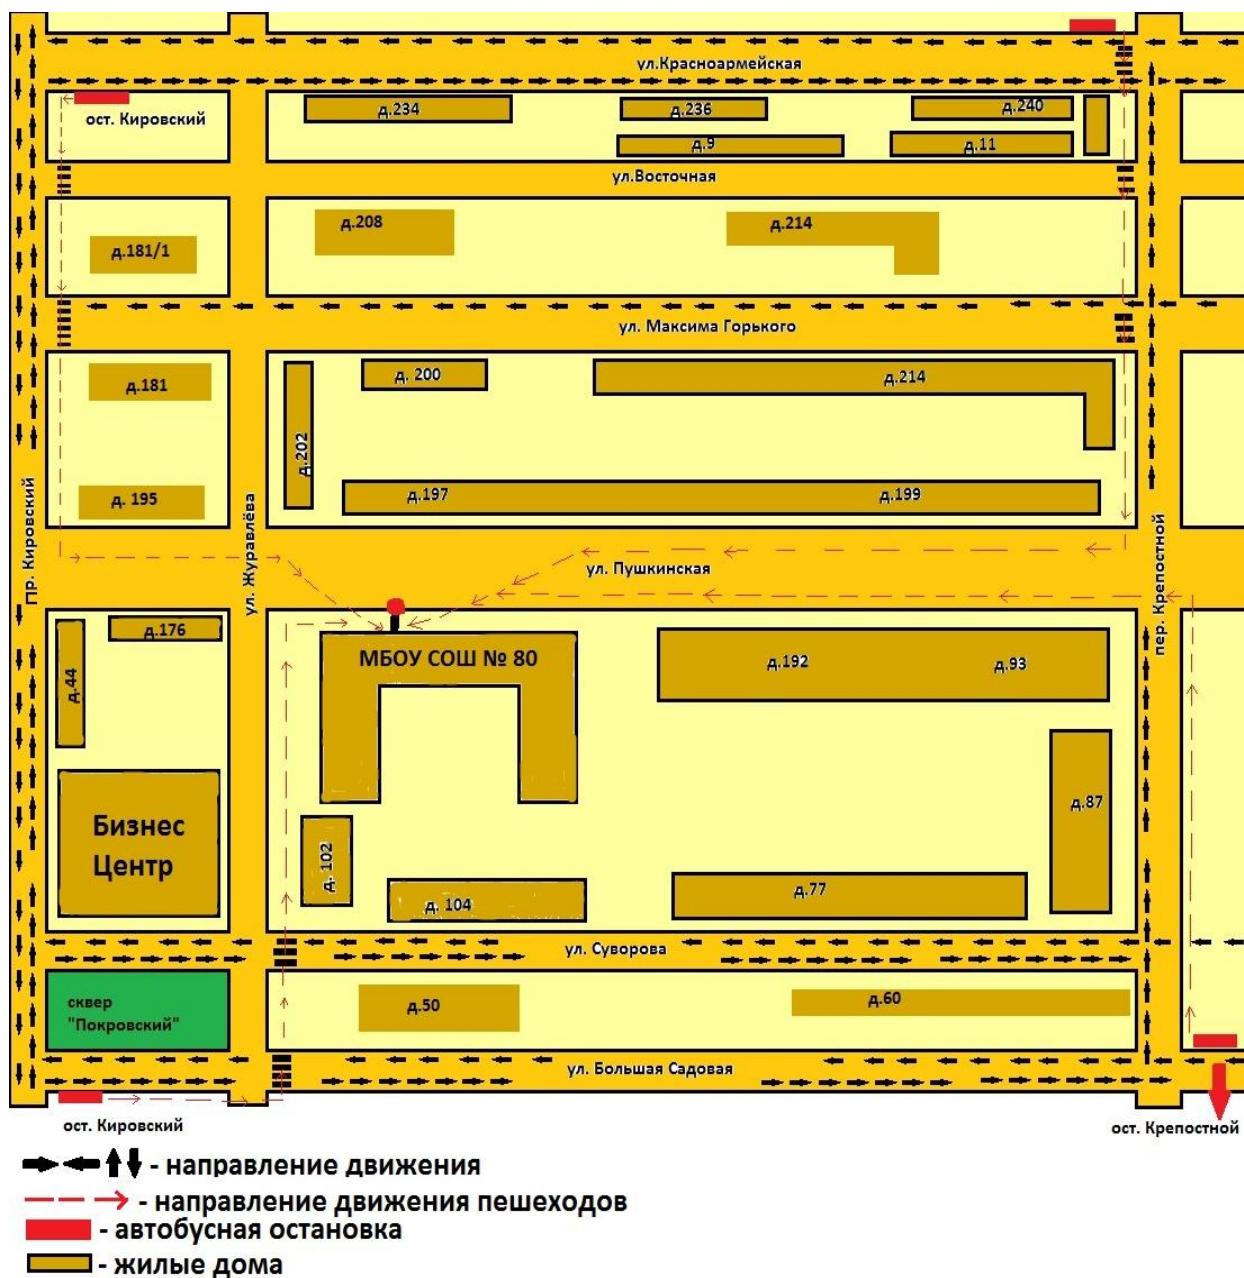 ул.Красноармейская
ост. Кировский
д.234
д.236
д.240
д.9
д.11
ул.Восточная
д.181/1
д.208
д.214
ул. Максима Горького
д.181
д. 200
д.214
д.202
д. 195
д.197
д.199
Пр. Кировский
ул. Журавлёва
ул. Пушкинская
пер. Крепостной
д.176
д.44
МБОУ СОШ № 80
д.192
д.93
Бизнес
Центр
д.87
д. 102
д. 104
д.77
ул. Суворова
сквер
"Покровский"
д.50
д.60
ул. Большая Садовая
ост. Кировский
ост. Крепостной
- направление движения
- направление движения пешеходов
- автобусная остановка
- жилые дома